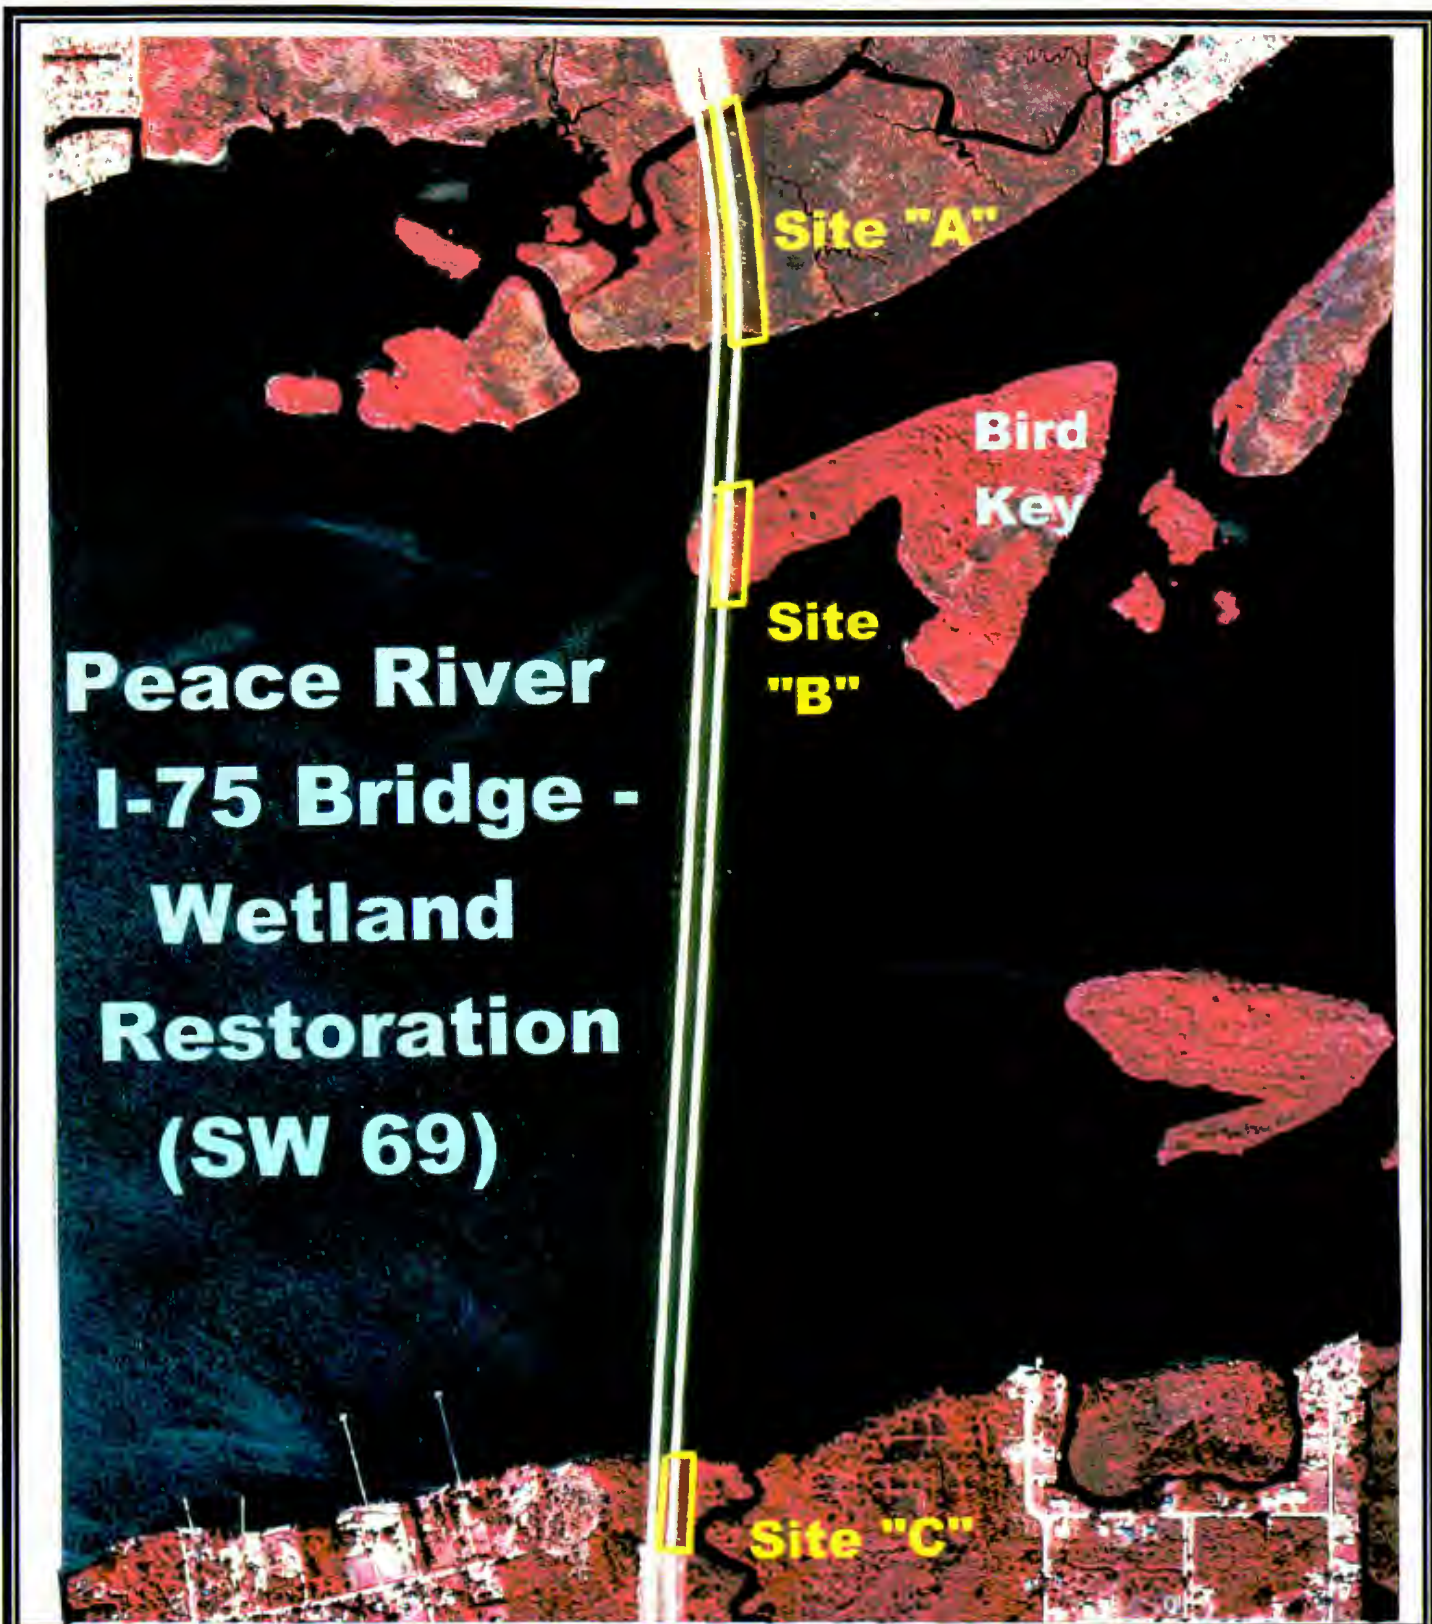 Site "A"
Bird
Key
Site
"B"
Peace River
I-75 Bridge -
Wetland
Restoration
(SW 69)
Site "C"